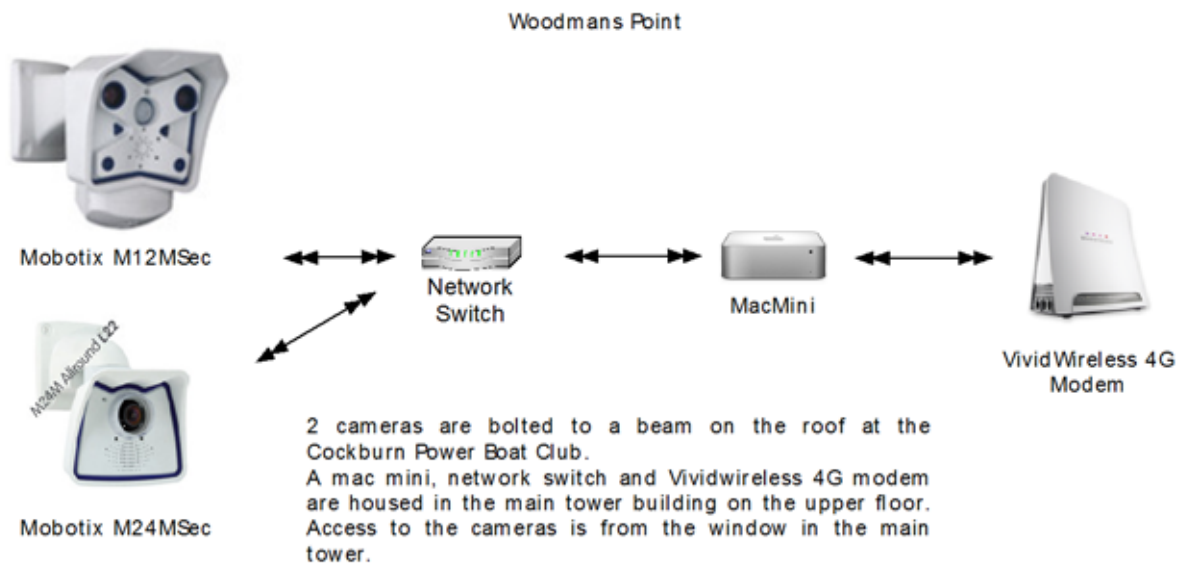 Woodmans Point
Mobotix M12MSec
Network
Switch
MacMini
VividWireless 4G
Modem
M24M Allround L22
Mobotix M24MSec
2 cameras are bolted to a beam on the roof at the
Cockburn Power Boat Club.
A mac mini, network switch and Vividwireless 4G modem
are housed in the main tower building on the upper floor.
Access to the cameras is from the window in the main
tower.